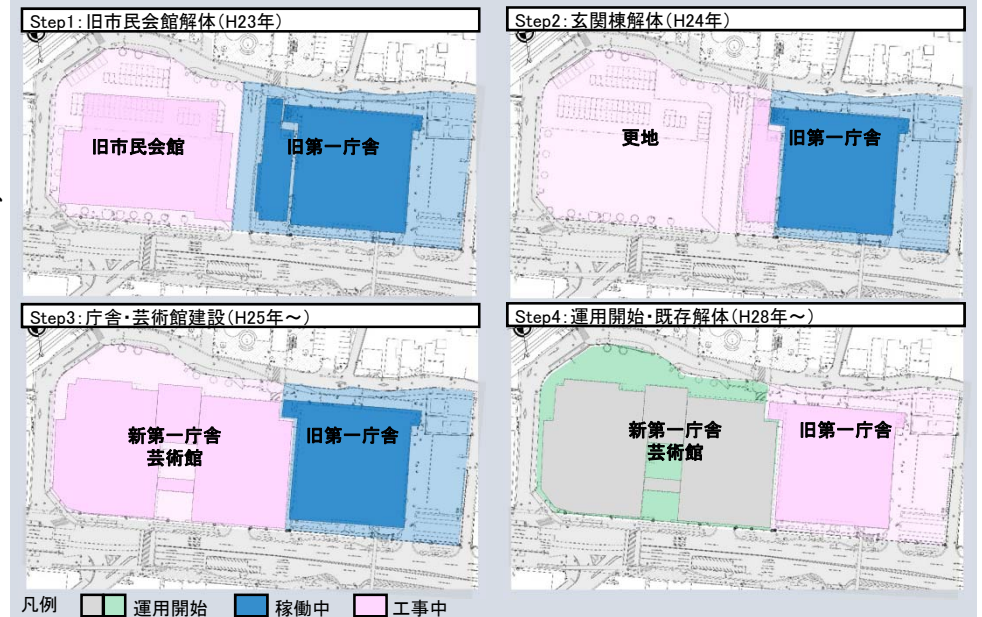 Step1:旧市民会館解体(H23年)
旧市民会館
旧第一庁舎
Step2:玄関棟解体(H24年)
更地
旧第一庁舎
Step3:庁舎・芸術館建設(H25年～)
新第一庁舎
芸術館
旧第一庁舎
Step4:運用開始・既存解体(H28年～)
新第一庁舎
芸術館
旧第一庁舎
凡例 運用開始 稼働中 工事中